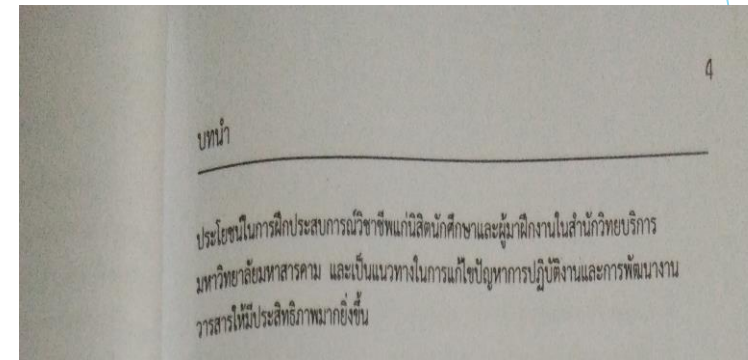 4
บทนำ
ประโยชน์ในการฝึกประสบการณ์วิชาชีพแก่นิสิตนักศึกษาและผู้มาฝึกงานในสำนักวิทยบริการ
มหาวิทยาลัยมหาสารคาม และเป็นแนวทางในการแก้ไขปัญหาการปฏิบัติงานและการพัฒนางาน
วารสารให้มีประสิทธิภาพมากยิ่งขึ้น